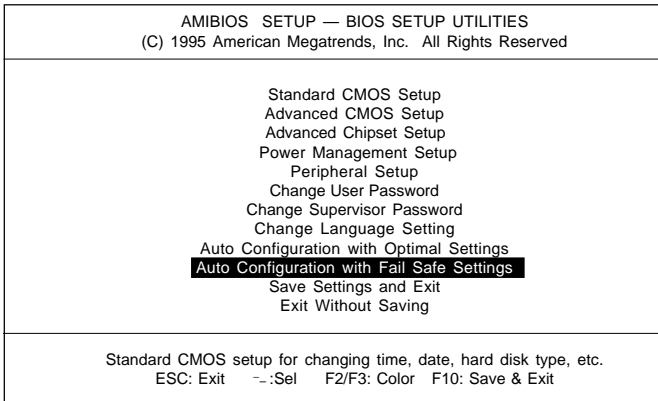 AMIBIOS SETUP — BIOS SETUP UTILITIES
(C) 1995 American Megatrends, Inc. All Rights Reserved
Standard CMOS Setup
Advanced CMOS Setup
Advanced Chipset Setup
Power Management Setup
Peripheral Setup
Change User Password
Change Supervisor Password
Change Language Setting
Auto Configuration with Optimal Settings
Auto Configuration with Fail Safe Settings
Save Settings and Exit
Exit Without Saving
Standard CMOS setup for changing time, date, hard disk type, etc.
ESC: Exit ¯_ :Sel F2/F3: Color F10: Save & Exit